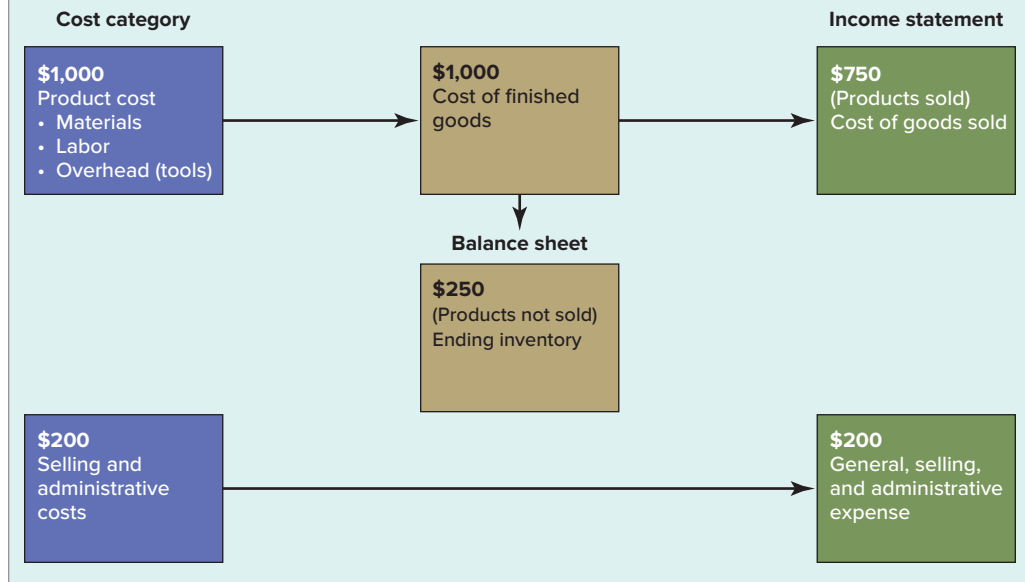 Cost category
Income statement
$1,000
Product cost
• Materials
• Labor
• Overhead (tools)
$1,000
Cost of finished
goods
$750
(Products sold)
Cost of goods sold
Balance sheet
$250
(Products not sold)
Ending inventory
$200
Selling and
administrative
costs
$200
General, selling,
and administrative
expense